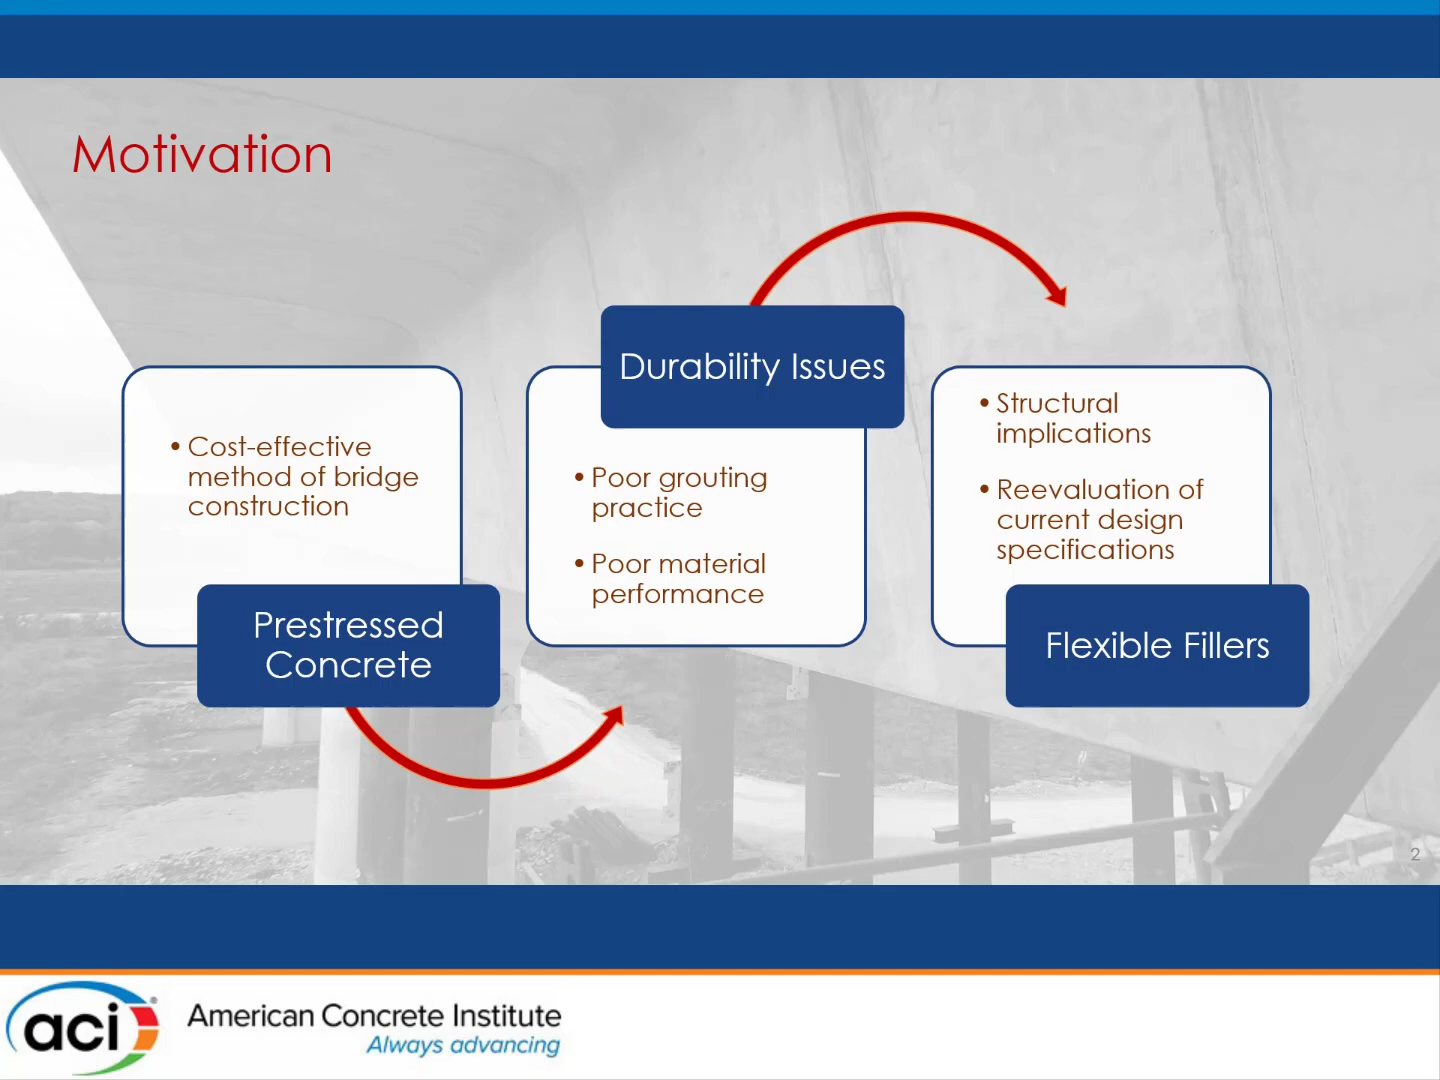 Motivation
• Cost-effective
method of bridge
construction
Prestressed
Concrete
Durability Issues
• Poor grouting
practice
• Poor material
performance
• Structural
implications
• Reevaluation of
current design
specifications
Flexible Fillers
2
aci®
American Concrete Institute
Always advancing